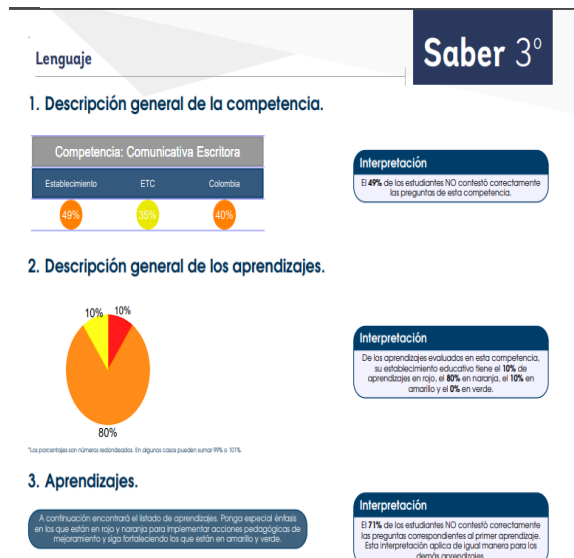 Lenguaje
Saber 3°
1. Descripción general de la competencia.
Competencia: Comunicativa Escritora
Establecimiento ETC Colombia
49% 35% 40%
Interpretación
El 49% de los estudiantes NO contestó correctamente
las preguntas de esta competencia.
2. Descripción general de los aprendizajes.
10% 10%
80%
Interpretación
De los aprendizajes evaluados en esta competencia,
su establecimiento educativo tiene el 10% de
aprendizajes en rojo, el 80% en naranja, el 10% en
amarillo y el 0% en verde.
*Los porcentajes son números redondeados. En algunos casos pueden sumar 99% o 101%.
3. Aprendizajes.
A continuación encontrará el listado de aprendizajes. Ponga especial énfasis
en los que están en rojo y naranja para implementar acciones pedagógicas de
mejoramiento y siga fortaleciendo los que están en amarillo y verde.
Interpretación
El 71% de los estudiantes NO contestó correctamente
las preguntas correspondientes al primer aprendizaje.
Esta interpretación aplica de igual manera para los
demás aprendizajes.